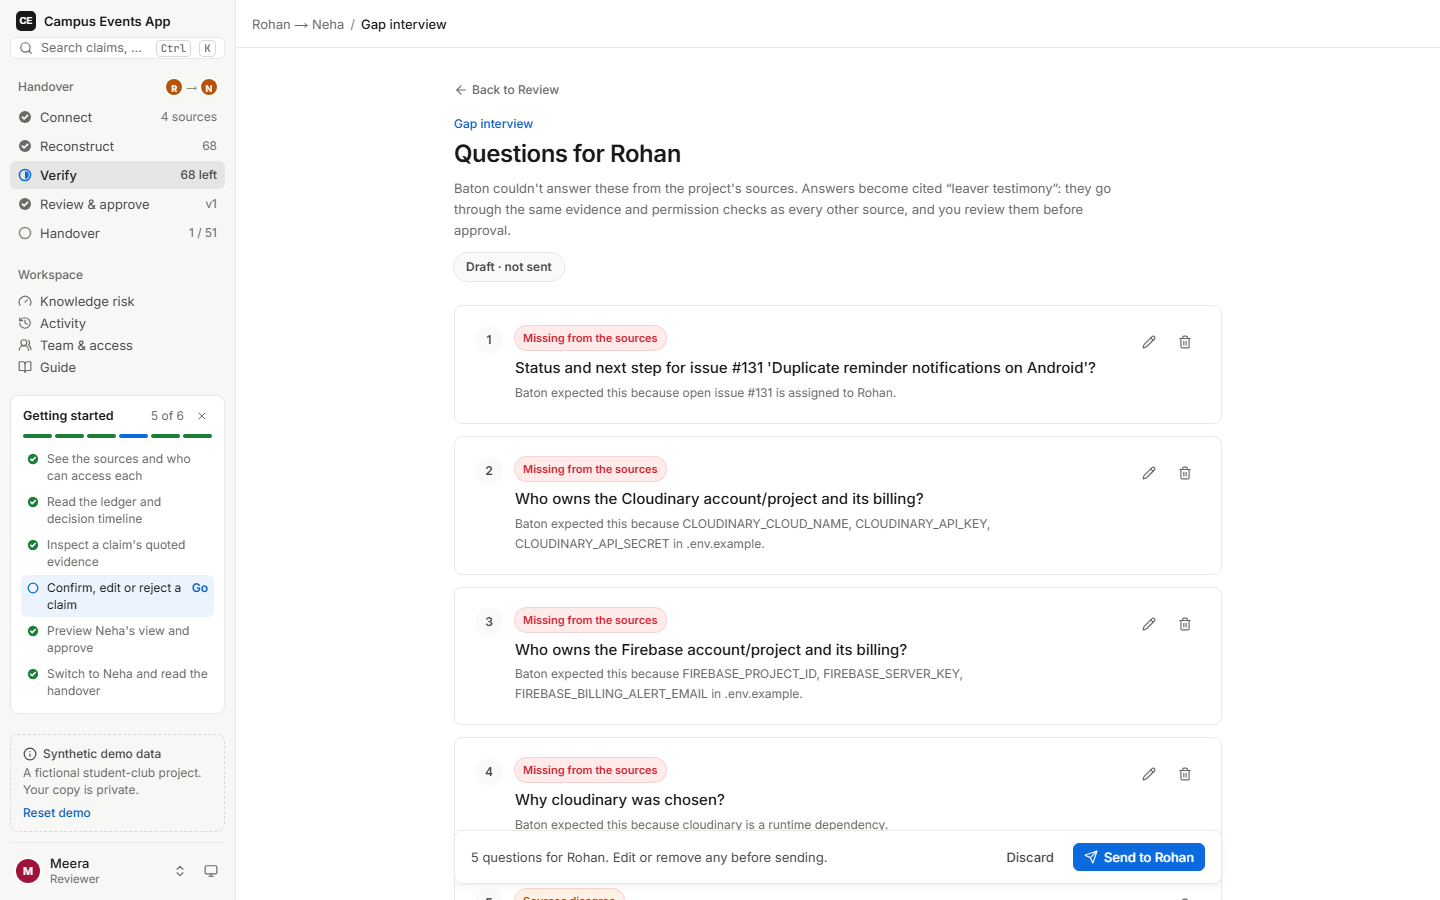 CE Campus Events App
Search claims, ... Ctrl K
Handover R → N
Connect 4 sources
Reconstruct 68
Verify 68 left
Review & approve v1
Handover 1 / 51
Workspace
Knowledge risk
Activity
Team & access
Guide
Getting started 5 of 6
See the sources and who
can access each
Read the ledger and
decision timeline
Inspect a claim's quoted
evidence
Confirm, edit or reject a Go
claim
Preview Neha's view and
approve
Switch to Neha and read the
handover
Synthetic demo data
A fictional student-club project.
Your copy is private.
Reset demo
M Meera
Reviewer
Rohan → Neha / Gap interview
← Back to Review
Gap interview
Questions for Rohan
Baton couldn't answer these from the project's sources. Answers become cited “leaver testimony”: they go
through the same evidence and permission checks as every other source, and you review them before
approval.
Draft · not sent
1 Missing from the sources
Status and next step for issue #131 'Duplicate reminder notifications on Android'?
Baton expected this because open issue #131 is assigned to Rohan.
2 Missing from the sources
Who owns the Cloudinary account/project and its billing?
Baton expected this because CLOUDINARY_CLOUD_NAME, CLOUDINARY_API_KEY,
CLOUDINARY_API_SECRET in .env.example.
3 Missing from the sources
Who owns the Firebase account/project and its billing?
Baton expected this because FIREBASE_PROJECT_ID, FIREBASE_SERVER_KEY,
FIREBASE_BILLING_ALERT_EMAIL in .env.example.
4 Missing from the sources
Why cloudinary was chosen?
Baton expected this because cloudinary is a runtime dependency.
5 questions for Rohan. Edit or remove any before sending. Discard Send to Rohan
Sources disagree